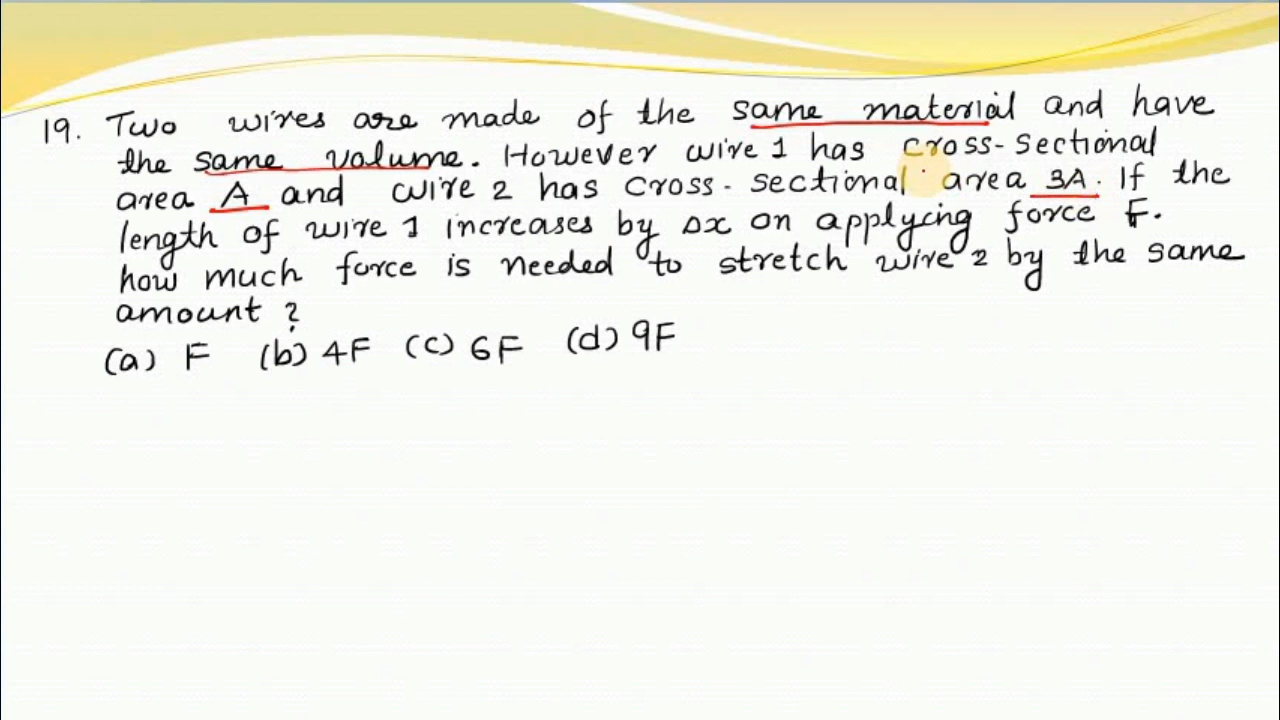 19. Two wires are made of the same material and have
the same volume. However wire 1 has cross-sectional
area A and wire 2 has cross-sectional area 3A. If the
length of wire 1 increases by Δx on applying force F.
how much force is needed to stretch wire 2 by the same
amount ?
(a) F (b) 4F (c) 6F (d) 9F